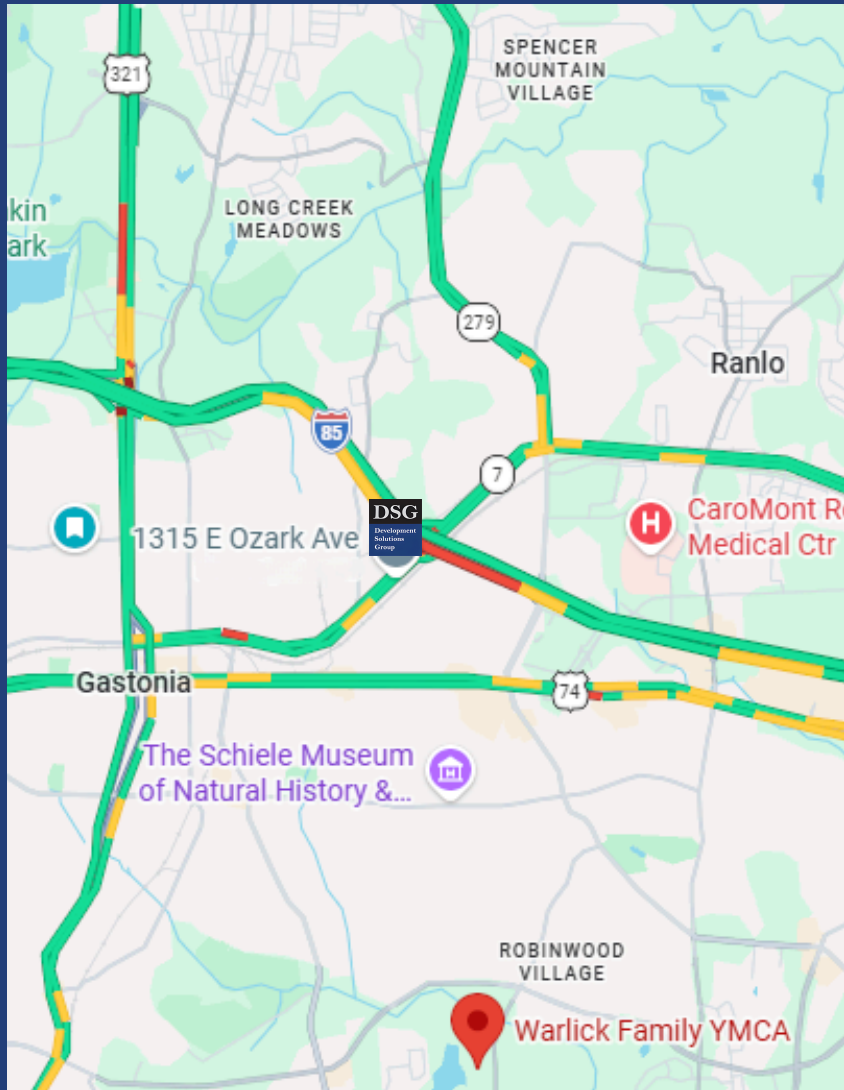 SPENCER
MOUNTAIN
VILLAGE
321
LONG CREEK
MEADOWS
kin
ark
279
Ranlo
85
7
DSG
Development
Solutions
Group
1315 E Ozark Ave
CaroMont R
Medical Ctr
H
Gastonia
74
The Schiele Museum
of Natural History &...
ROBINWOOD
VILLAGE
Warlick Family YMCA